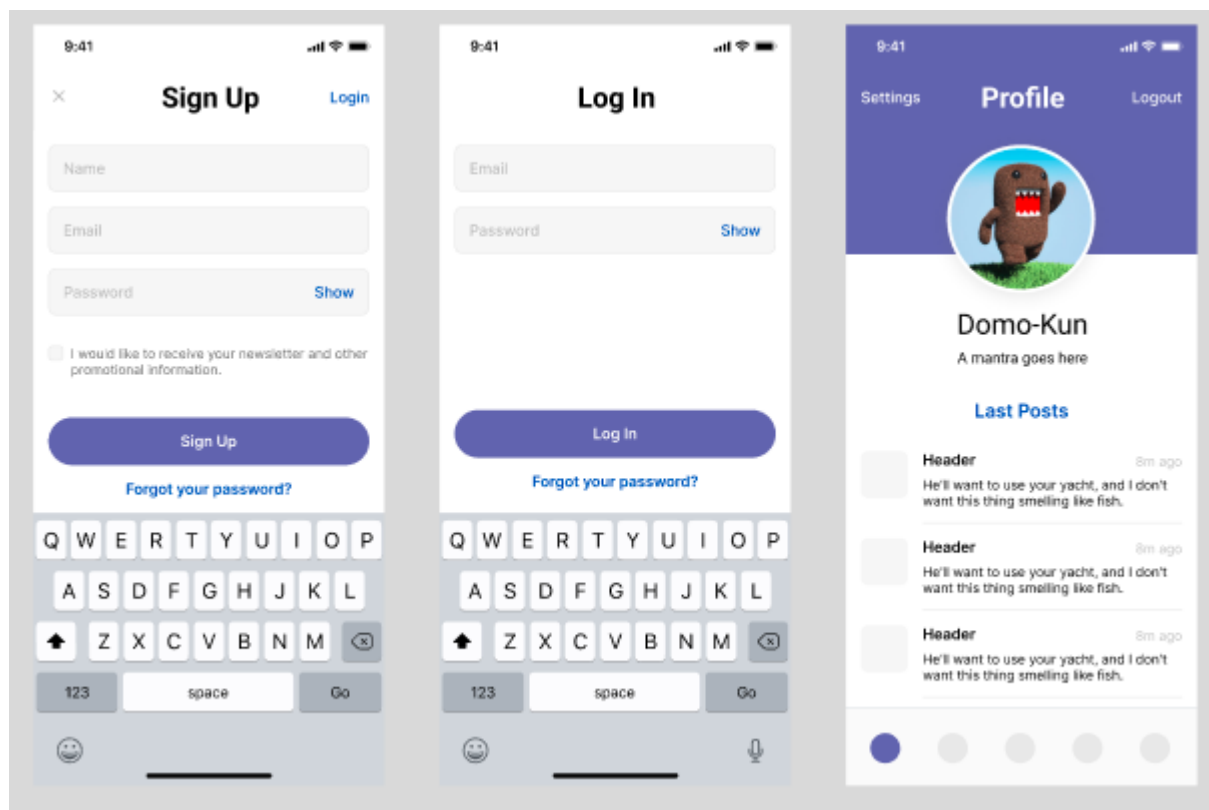 9:41
Sign Up
Login
Name
Email
Password
Show
I would like to receive your newsletter and other
promotional information.
Sign Up
Forgot your password?
Q W E R T Y U I O P
A S D F G H J K L
Z X C V B N M
123
space
Go
9:41
Log In
Email
Password
Show
Log In
Forgot your password?
Q W E R T Y U I O P
A S D F G H J K L
Z X C V B N M
123
space
Go
9:41
Settings
Profile
Logout
Domo-Kun
A mantra goes here
Last Posts
Header
8m ago
He'll want to use your yacht, and I don't
want this thing smelling like fish.
Header
8m ago
He'll want to use your yacht, and I don't
want this thing smelling like fish.
Header
8m ago
He'll want to use your yacht, and I don't
want this thing smelling like fish.